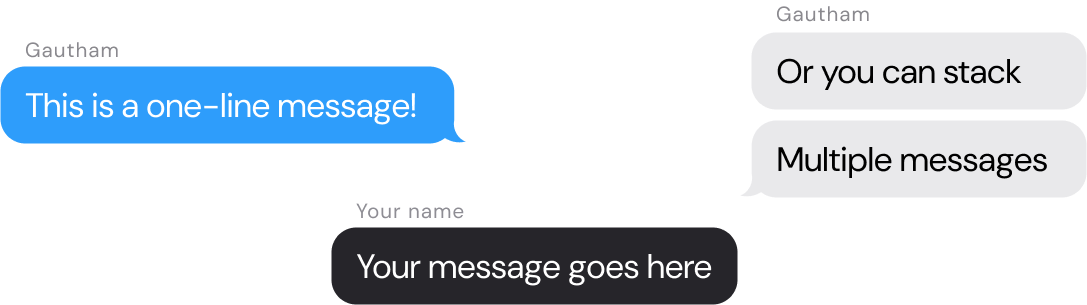 Gautham
This is a one-line message!
Gautham
Or you can stack
Multiple messages
Your name
Your message goes here